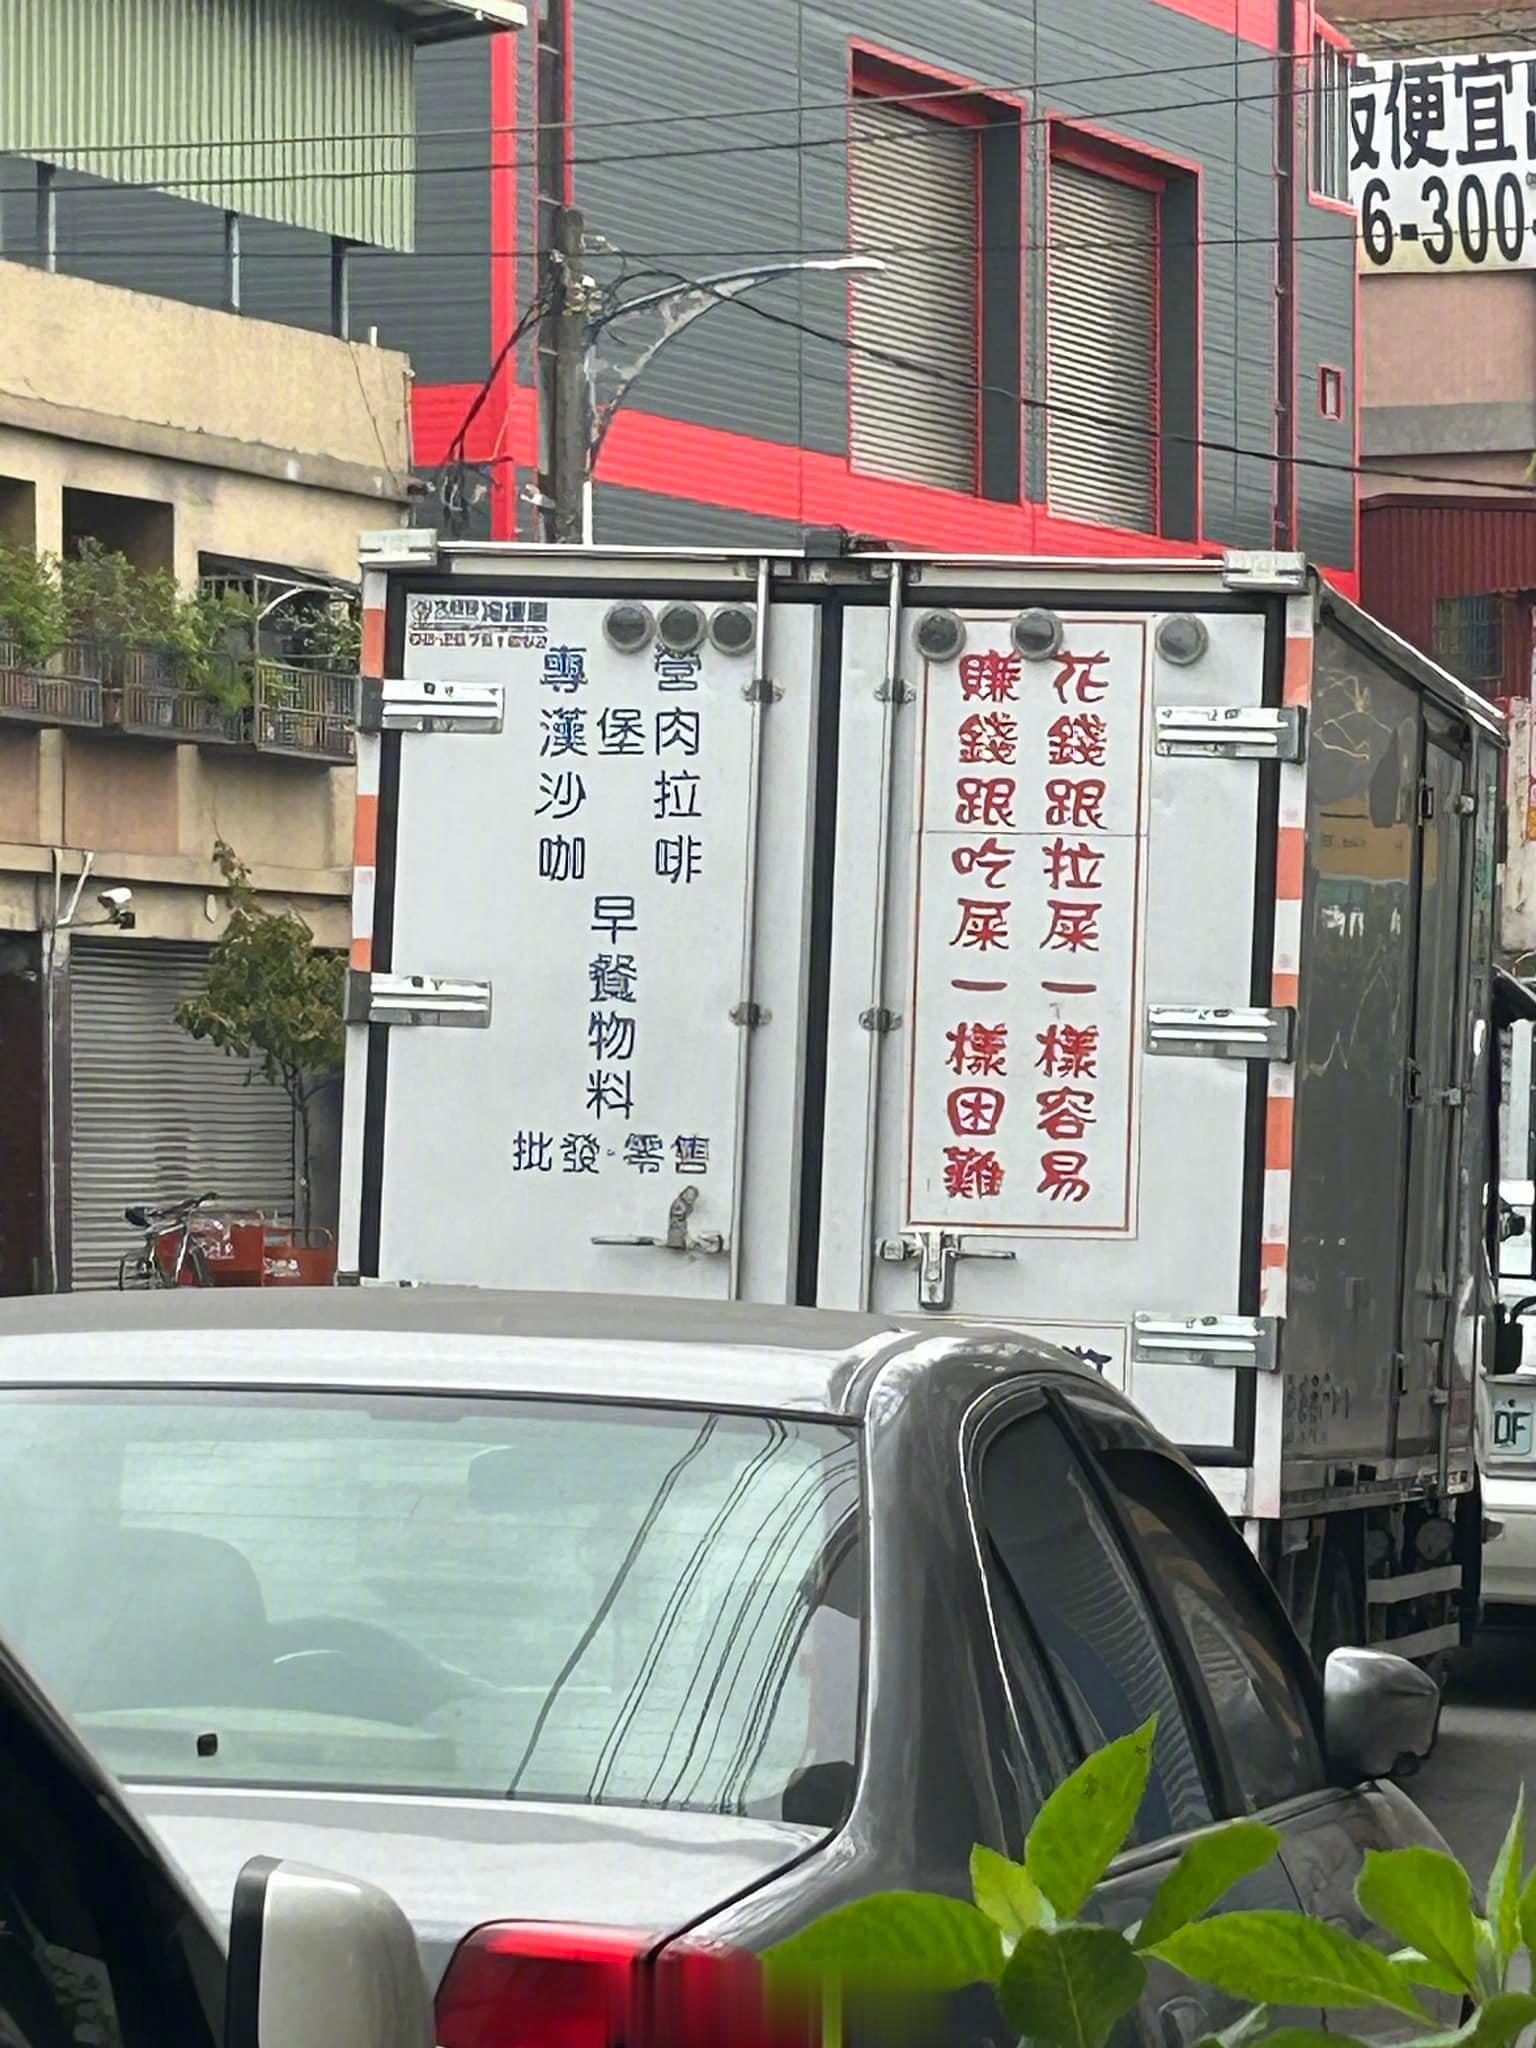 便宜
6-300
專營
漢堡肉
沙拉
咖啡
早餐物料
批發·零售
花錢跟拉屎一樣容易
賺錢跟吃屎一樣困難
DF